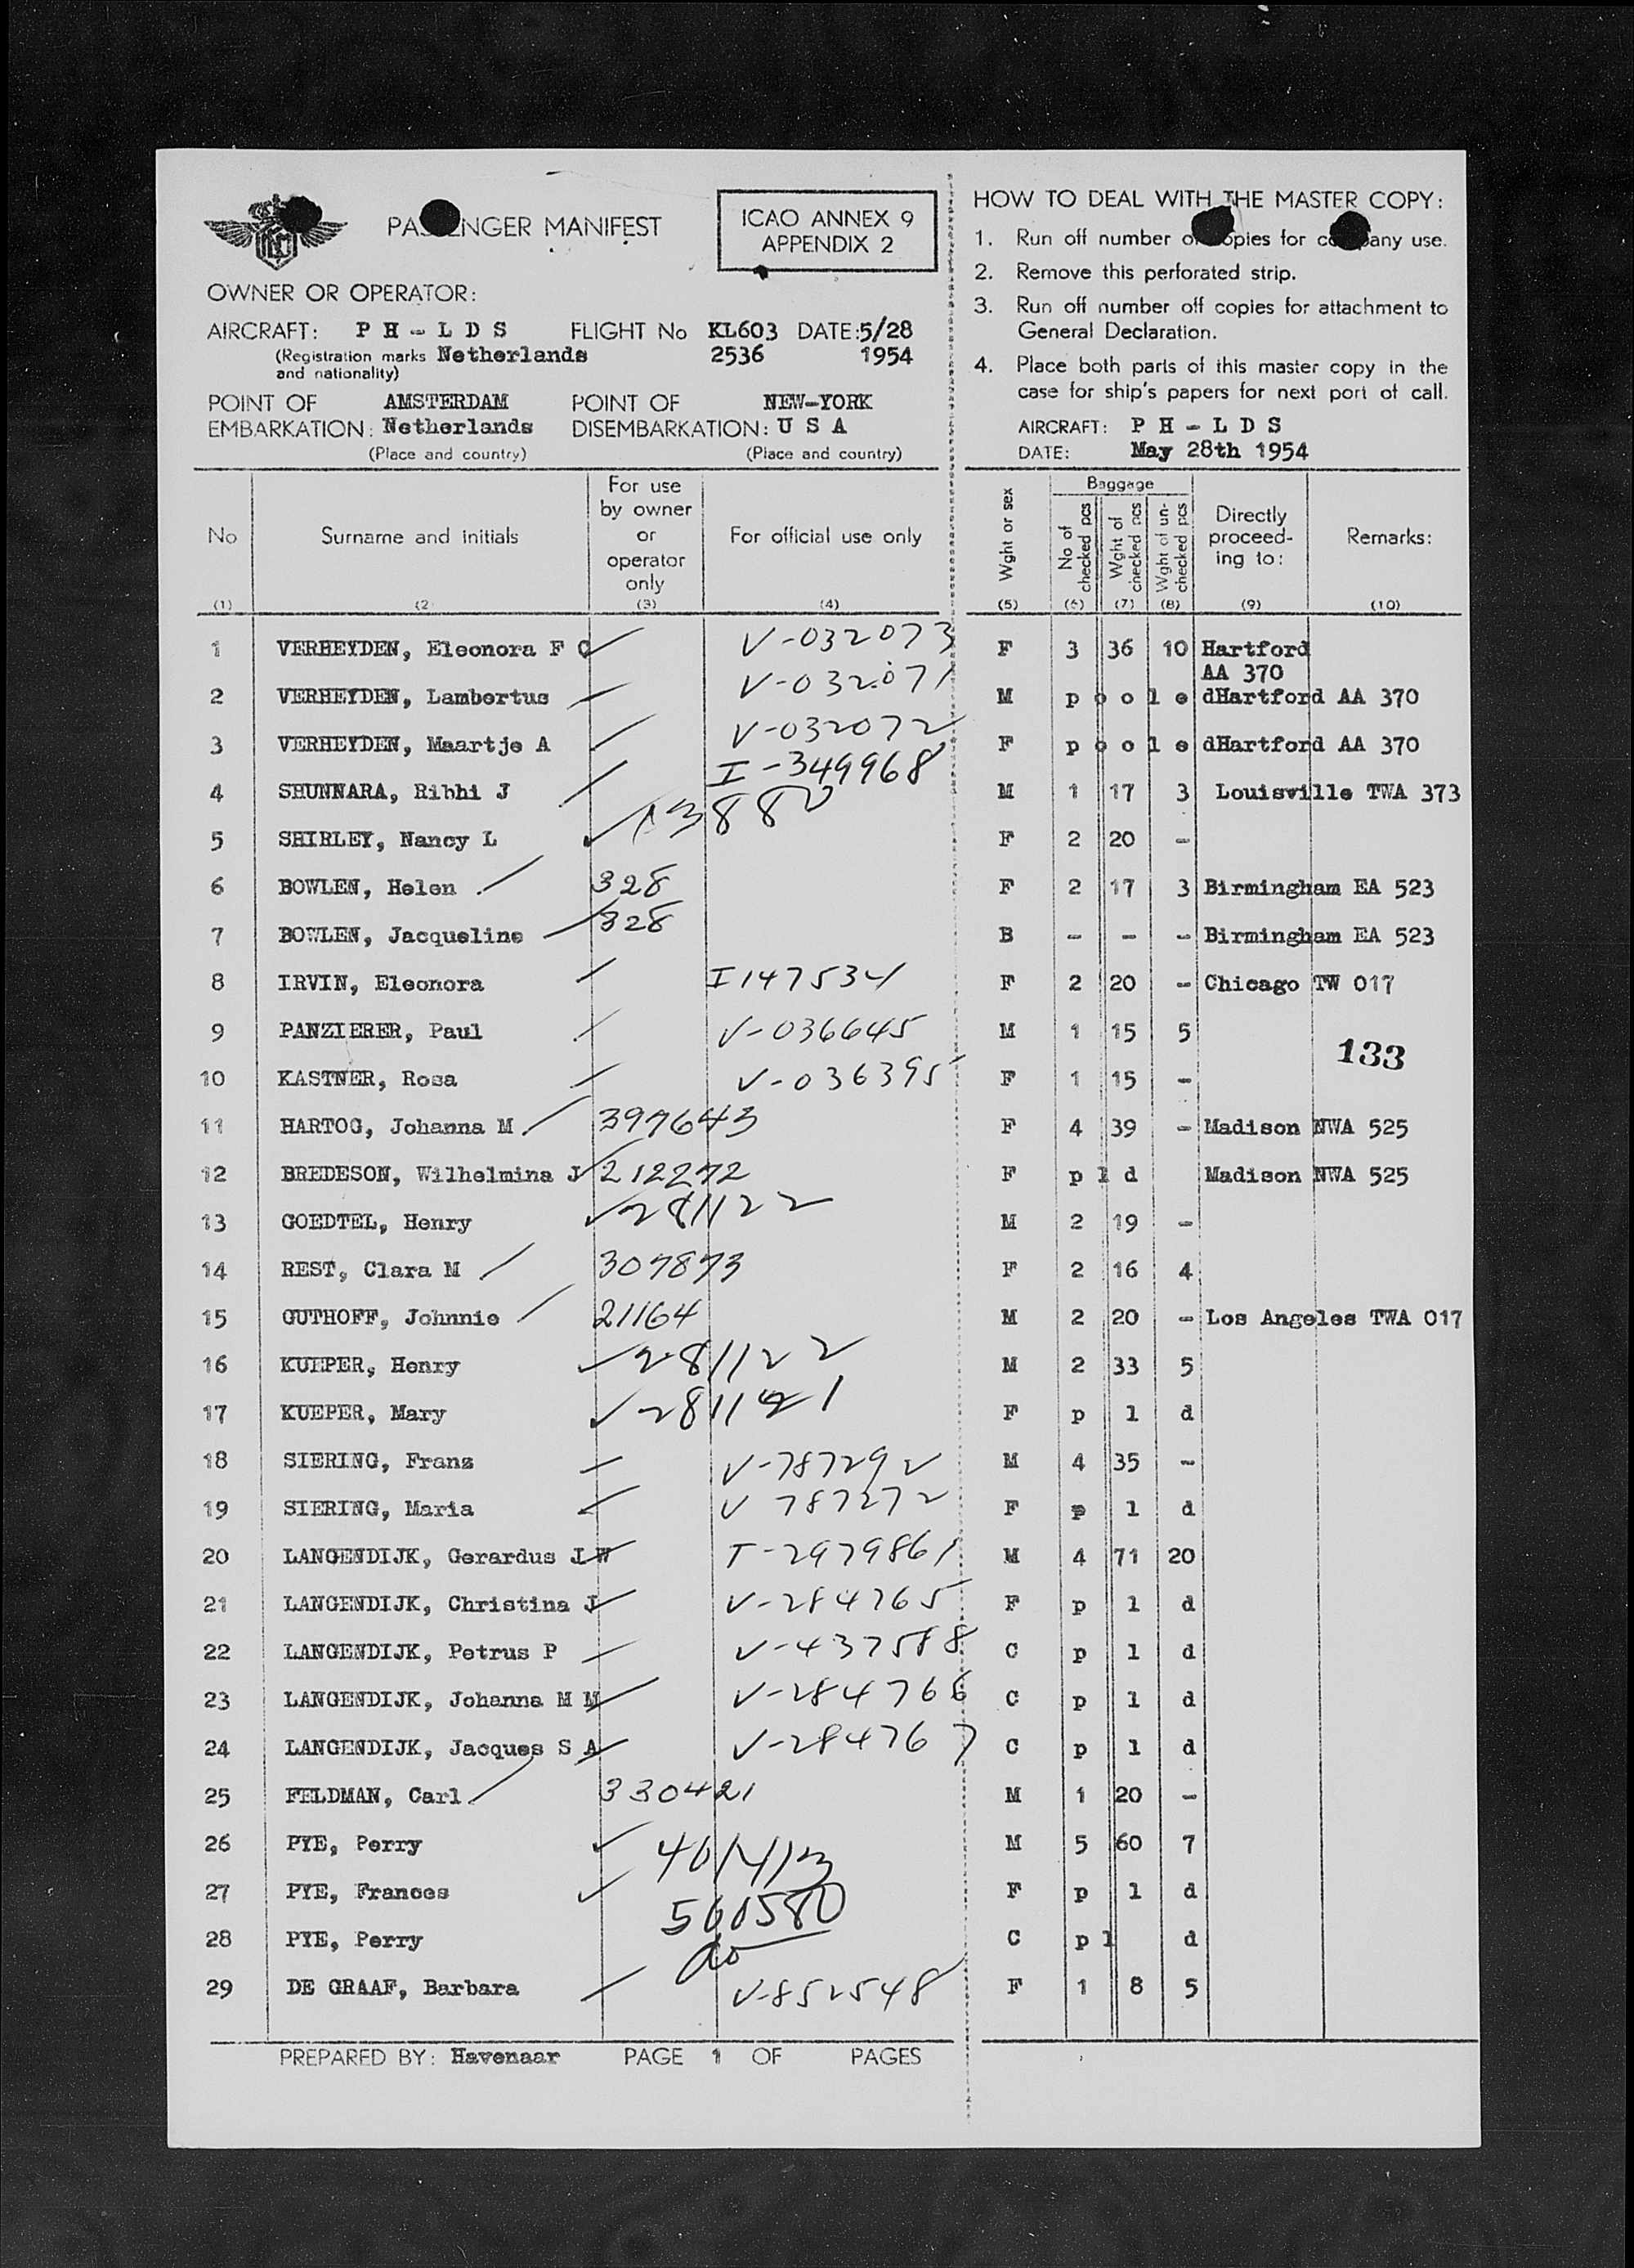 PASSENGER MANIFEST
ICAO ANNEX 9
APPENDIX 2
OWNER OR OPERATOR:
AIRCRAFT: P H - L D S FLIGHT No KL603 DATE:5/28
(Registration marks Netherlands 2536 1954
and nationality)
POINT OF AMSTERDAM POINT OF NEW-YORK
EMBARKATION: Netherlands DISEMBARKATION: U S A
(Place and country) (Place and country)
HOW TO DEAL WITH THE MASTER COPY:
1. Run off number of copies for company use.
2. Remove this perforated strip.
3. Run off number off copies for attachment to
General Declaration.
4. Place both parts of this master copy in the
case for ship's papers for next port of call.
AIRCRAFT: P H - L D S
DATE: May 28th 1954
No Surname and initials For use by owner or operator only For official use only Wght or sex Baggage No of checked pcs Wght of checked pcs Wght of un-checked pcs Directly proceed-ing to: Remarks:
(1) (2) (3) (4) (5) (6) (7) (8) (9) (10)
1 VERHEYDEN, Eleonora F C V-032073 F 3 36 10 Hartford
AA 370
2 VERHEYDEN, Lambertus V-032071 M p o o l e dHartford AA 370
3 VERHEYDEN, Maartje A V-032072 F p o o l e dHartford AA 370
4 SHUNNARA, Ribhi J I-349968 M 1 17 3 Louisville TWA 373
5 SHIRLEY, Nancy L F 2 20 -
6 BOWLEN, Helen 328 F 2 17 3 Birmingham EA 523
7 BOWLEN, Jacqueline 328 B - - - Birmingham EA 523
8 IRVIN, Eleonora I147534 F 2 20 - Chicago TW 017
9 PANZIERER, Paul V-036645 M 1 15 5
133
10 KASTNER, Rosa V-036395 F 1 15 -
11 HARTOG, Johanna M 397643 F 4 39 - Madison NWA 525
12 BREDESON, Wilhelmina J 212272 F p l d Madison NWA 525
13 GOEDTEL, Henry 281122 M 2 19 -
14 REST, Clara M 307873 F 2 16 4
15 GUTHOFF, Johnnie 21164 M 2 20 - Los Angeles TWA 017
16 KUEPER, Henry 281122 M 2 33 5
17 KUEPER, Mary F p l d
18 SIERING, Franz V-787292 M 4 35 -
19 SIERING, Maria V 787272 F p l d
20 LANGENDIJK, Gerardus J W T-2979861 M 4 71 20
21 LANGENDIJK, Christina J V-284765 F p l d
22 LANGENDIJK, Petrus P V-437588 C p l d
23 LANGENDIJK, Johanna M M V-284766 C p l d
24 LANGENDIJK, Jacques S A V-284767 C p l d
25 FELDMAN, Carl 330421 M 1 20 -
26 PYE, Perry M 5 60 7
27 PYE, Frances 560580 F p l d
28 PYE, Perry do C p l d
29 DE GRAAF, Barbara V-852548 F 1 8 5
PREPARED BY: Havenaar PAGE 1 OF PAGES